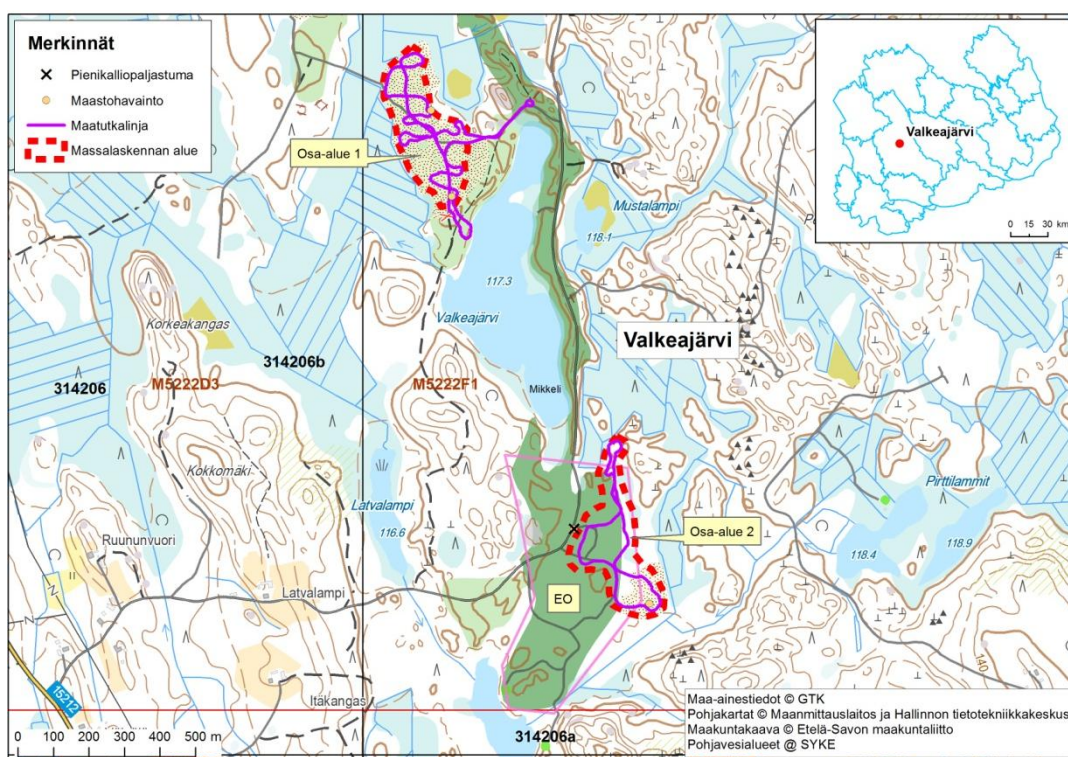 Merkinnät
Pienikalliopaljastuma
Maastohavainto
Maatutkalinja
Massalaskennan alue
Osa-alue 1
Valkeajärvi
0 15 30 km
Mustalampi
118.1
117.3
Valkeajärvi
Valkeajärvi
Korkeakangas
314206b
314206
M5222D3
M5222F1
Mikkeli
Kokkomäki
Latvalampi
116.6
Pirttilammit
118.4
118.9
Osa-alue 2
Ruununvuori
Latvalampi
EO
140
Itäkangas
15212
314206a
0 100 200 300 400 500 m
Maa-ainestiedot © GTK
Pohjakartat © Maanmittauslaitos ja Hallinnon tietotekniikkakeskus
Maakuntakaava © Etelä-Savon maakuntaliitto
Pohjavesialueet @ SYKE